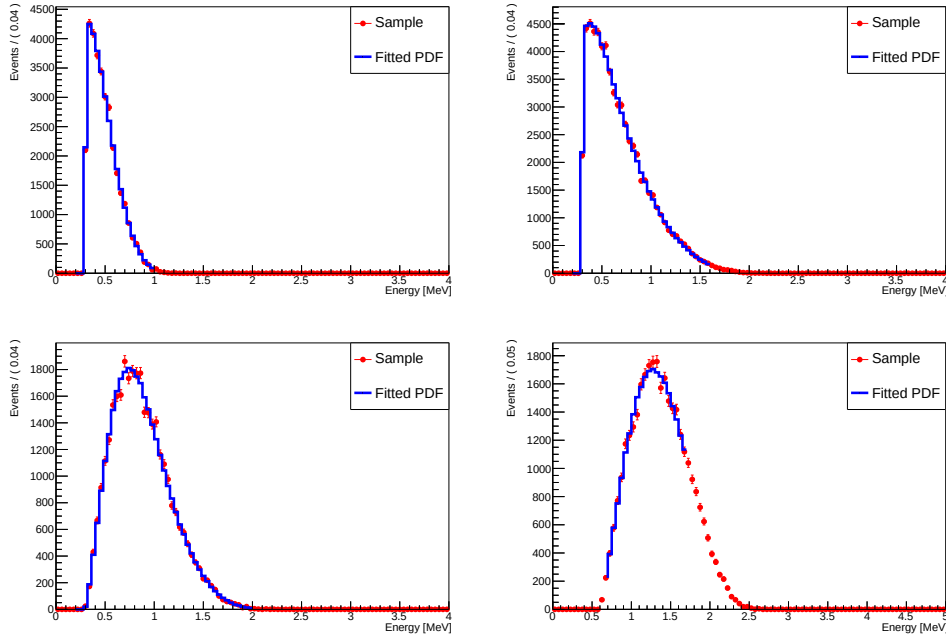 Events / ( 0.04 )
4500
4000
3500
3000
2500
2000
1500
1000
500
0
0 0.5 1 1.5 2 2.5 3 3.5 4
Energy [MeV]
Sample
Fitted PDF
Events / ( 0.04 )
4500
4000
3500
3000
2500
2000
1500
1000
500
0
0 0.5 1 1.5 2 2.5 3 3.5 4
Energy [MeV]
Sample
Fitted PDF
Events / ( 0.04 )
1800
1600
1400
1200
1000
800
600
400
200
0
0 0.5 1 1.5 2 2.5 3 3.5 4
Energy [MeV]
Sample
Fitted PDF
Events / ( 0.05 )
1800
1600
1400
1200
1000
800
600
400
200
0
0 0.5 1 1.5 2 2.5 3 3.5 4 4.5 5
Energy [MeV]
Sample
Fitted PDF